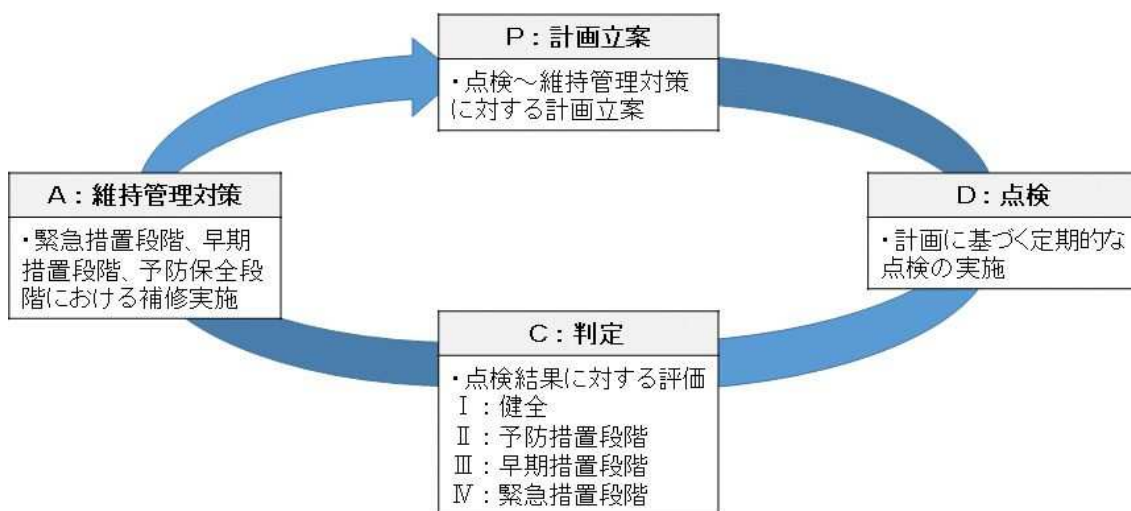 P：計画立案
・点検～維持管理対策
に対する計画立案
D：点検
・計画に基づく定期的な
点検の実施
C：判定
・点検結果に対する評価
Ⅰ：健全
Ⅱ：予防措置段階
Ⅲ：早期措置段階
Ⅳ：緊急措置段階
A：維持管理対策
・緊急措置段階、早期
措置段階、予防保全段
階における補修実施